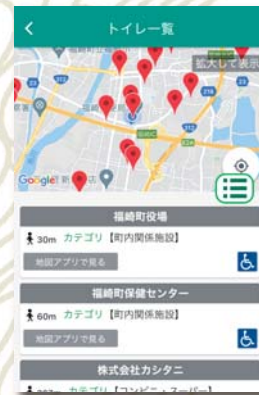 トイレ一覧
拡大して表示
312
Google
福崎町役場
30m カテゴリ【町内関係施設】
地図アプリで見る
福崎町保健センター
60m カテゴリ【町内関係施設】
地図アプリで見る
株式会社カシタニ
カテゴリ【コンビニ・スーパー】